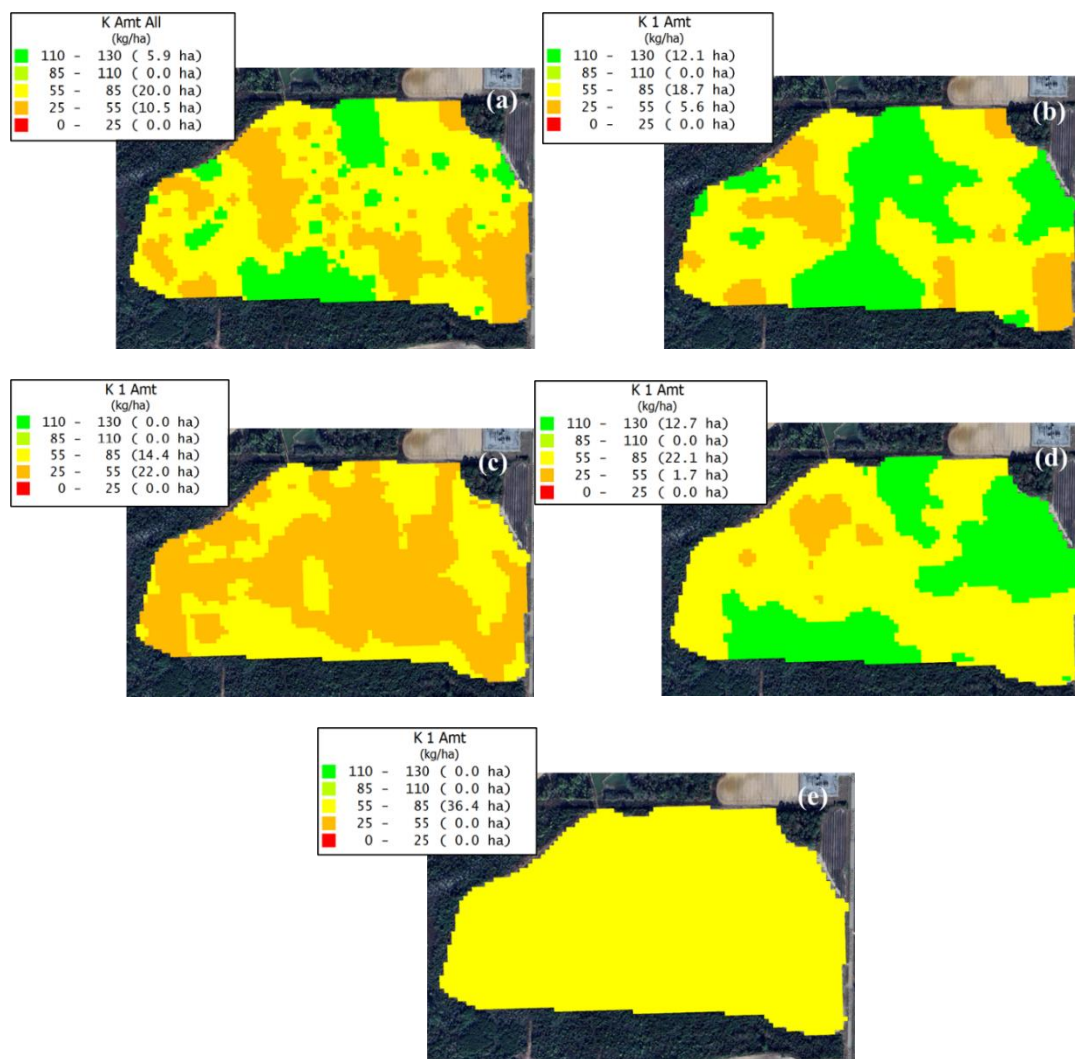 K Amt All
(kg/ha)
110 - 130 ( 5.9 ha)
85 - 110 ( 0.0 ha)
55 - 85 (20.0 ha)
25 - 55 (10.5 ha)
0 - 25 ( 0.0 ha)
(a)
K 1 Amt
(kg/ha)
110 - 130 (12.1 ha)
85 - 110 ( 0.0 ha)
55 - 85 (18.7 ha)
25 - 55 ( 5.6 ha)
0 - 25 ( 0.0 ha)
(b)
K 1 Amt
(kg/ha)
110 - 130 ( 0.0 ha)
85 - 110 ( 0.0 ha)
55 - 85 (14.4 ha)
25 - 55 (22.0 ha)
0 - 25 ( 0.0 ha)
(c)
K 1 Amt
(kg/ha)
110 - 130 (12.7 ha)
85 - 110 ( 0.0 ha)
55 - 85 (22.1 ha)
25 - 55 ( 1.7 ha)
0 - 25 ( 0.0 ha)
(d)
K 1 Amt
(kg/ha)
110 - 130 ( 0.0 ha)
85 - 110 ( 0.0 ha)
55 - 85 (36.4 ha)
25 - 55 ( 0.0 ha)
0 - 25 ( 0.0 ha)
(e)